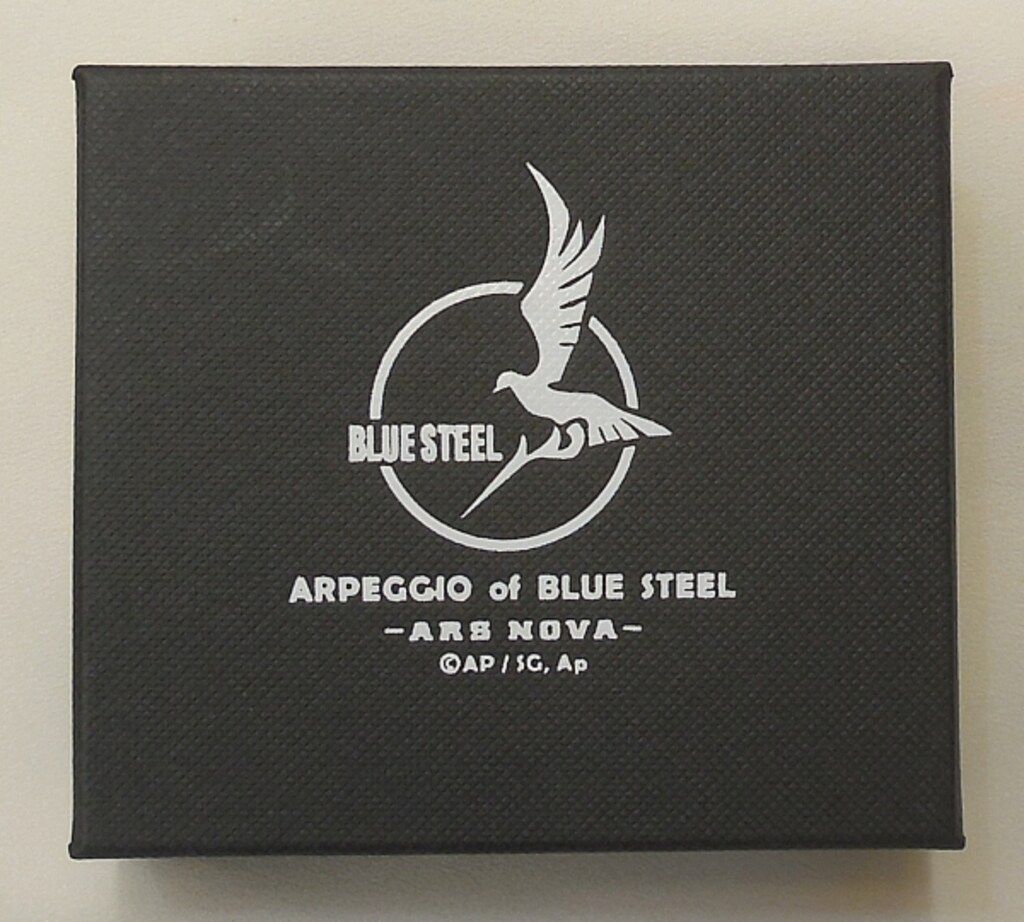 BLUE STEEL
ARPEGGIO of BLUE STEEL
-ARS NOVA-
©AP / SG, Ap